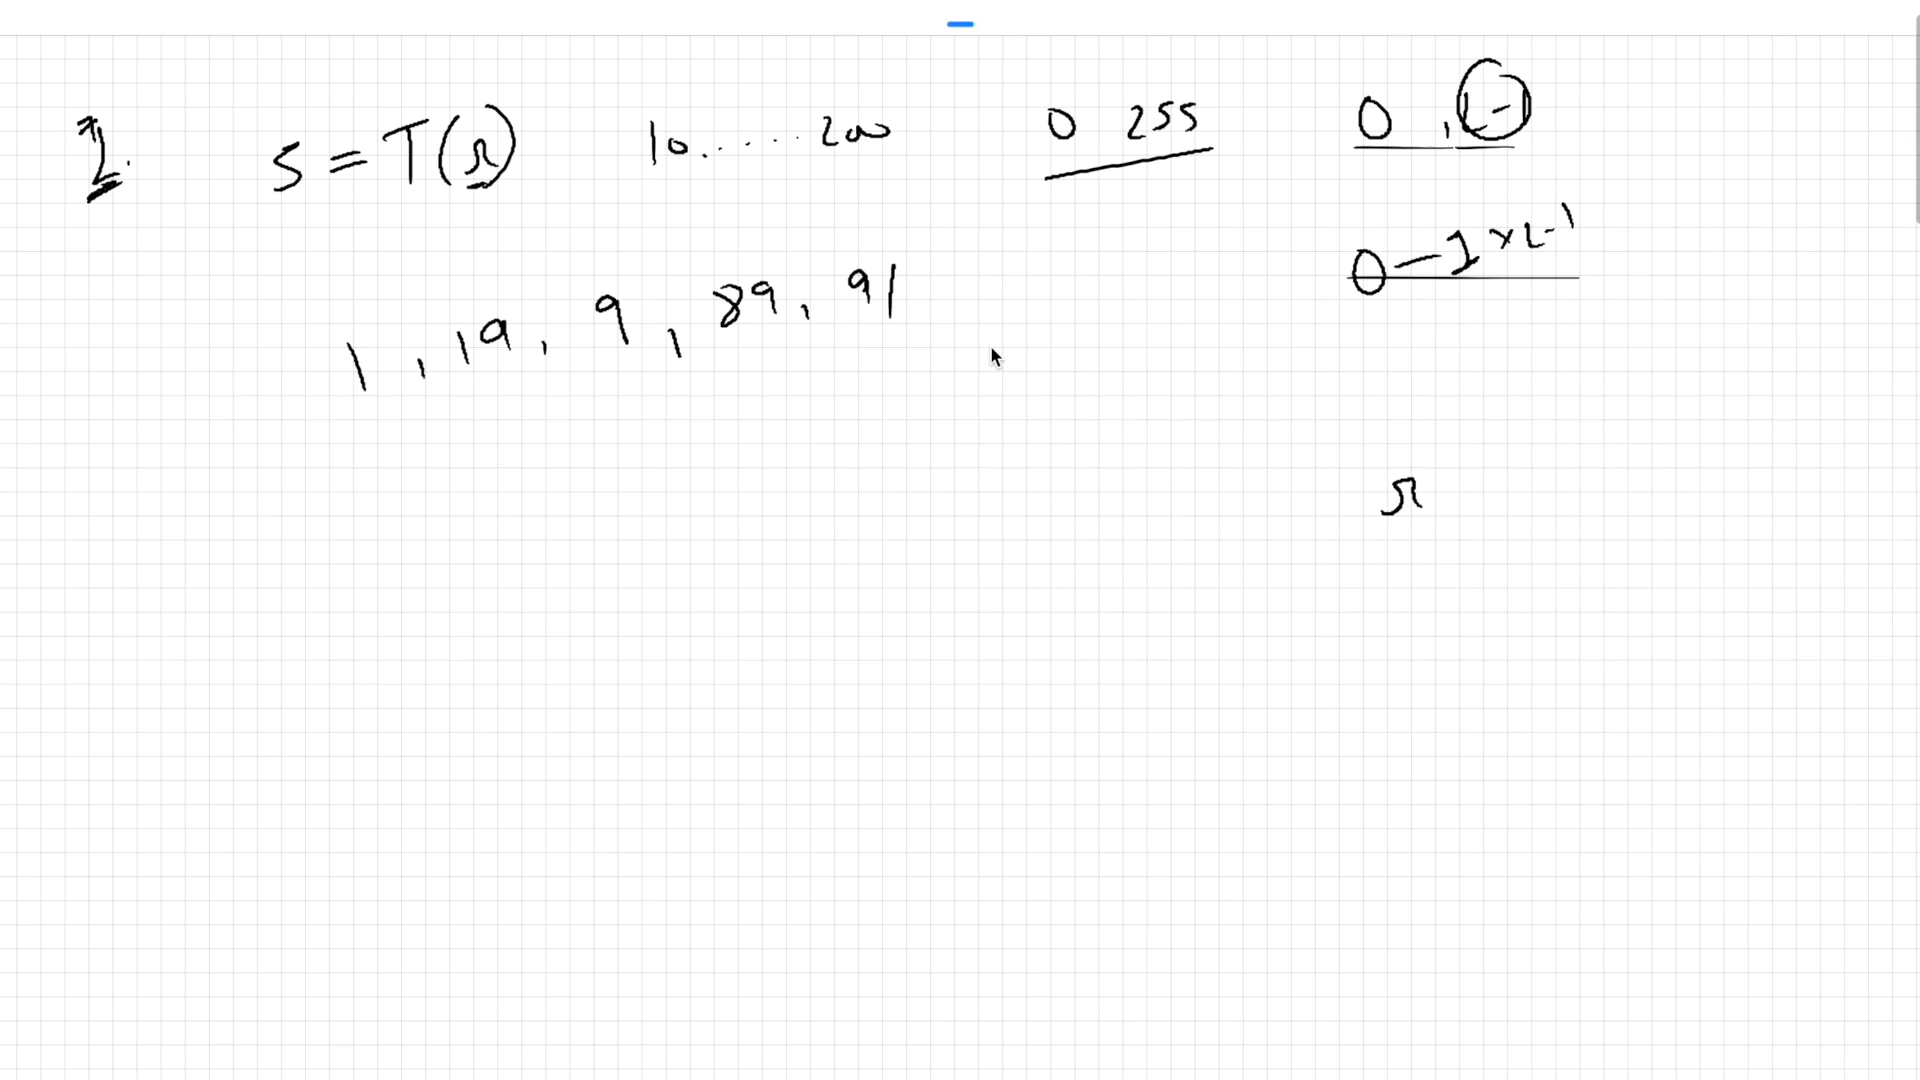 1. s = T(r) 10...... 200 0 255 0, L-1
0 - 1 x L-1
1, 19, 9, 89, 91
r